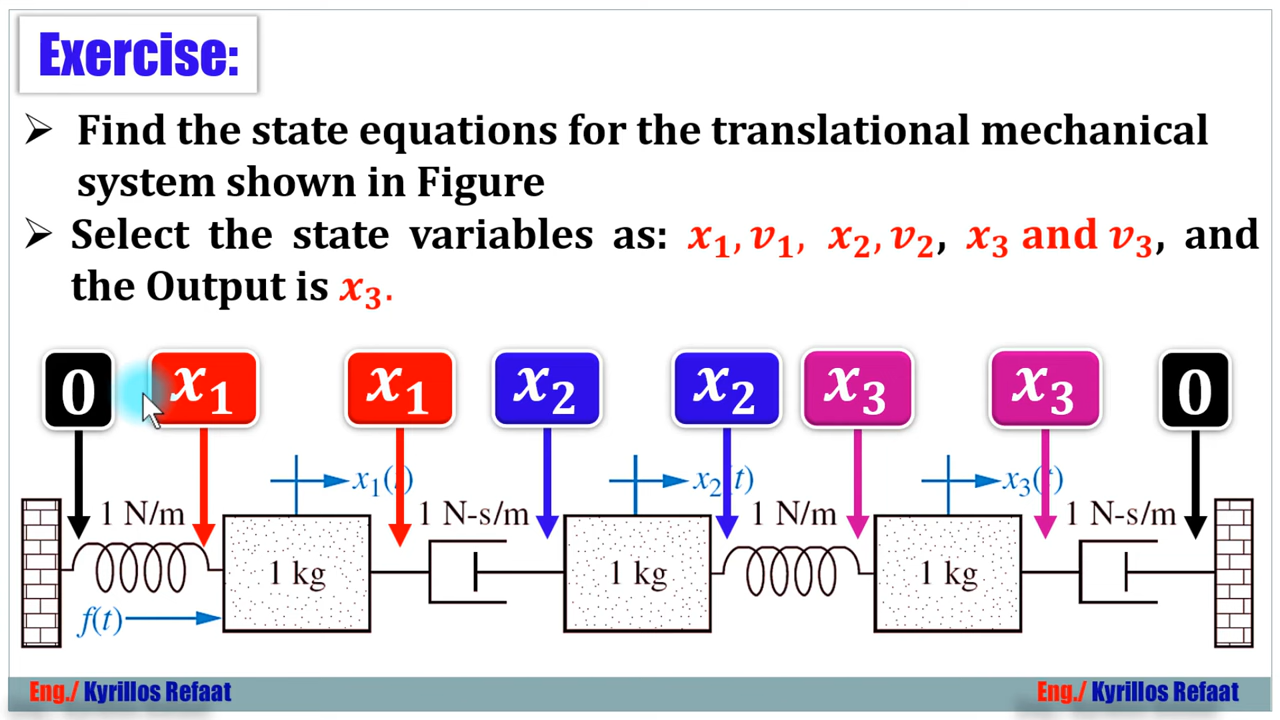 Exercise:
➢ Find the state equations for the translational mechanical
system shown in Figure
➢ Select the state variables as: x₁, v₁, x₂, v₂, x₃ and v₃, and
the Output is x₃.
0 x₁ x₁ x₂ x₂ x₃ x₃ 0
x₁(t) x₂(t) x₃(t)
1 N/m 1 N-s/m 1 N/m 1 N-s/m
1 kg 1 kg 1 kg
f(t)
Eng./ Kyrillos Refaat Eng./ Kyrillos Refaat